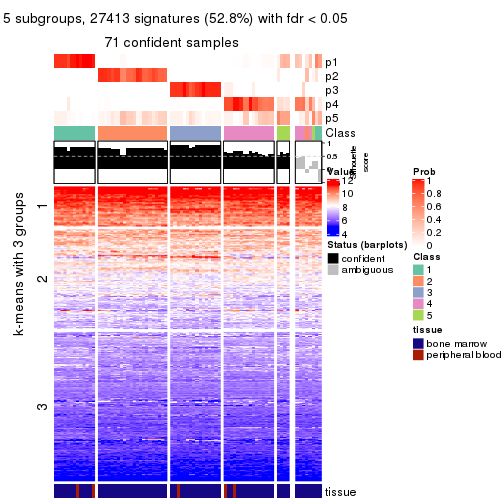 5 subgroups, 27413 signatures (52.8%) with fdr < 0.05
71 confident samples
p1
p2
p3
p4
p5
Class
1
0.5
0
silhouette
score
k-means with 3 groups
1
2
3
tissue
Value
12
10
8
6
4
Status (barplots)
confident
ambiguous
Prob
1
0.8
0.6
0.4
0.2
0
Class
1
2
3
4
5
tissue
bone marrow
peripheral blood